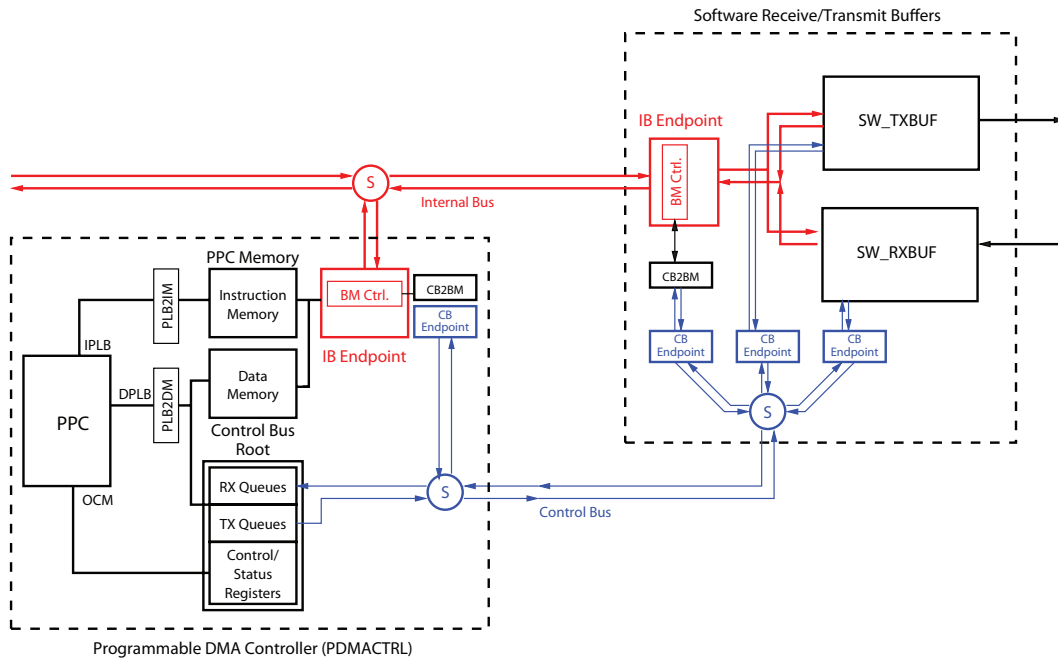 Software Receive/Transmit Buffers
IB Endpoint
BM Ctrl.
SW_TXBUF
SW_RXBUF
CB2BM
CB
Endpoint
CB
Endpoint
CB
Endpoint
S
S
Internal Bus
PPC Memory
PLB2IM
Instruction
Memory
BM Ctrl.
CB2BM
CB
Endpoint
IB Endpoint
IPLB
PPC
DPLB
PLB2DM
Data
Memory
Control Bus
Root
OCM
RX Queues
TX Queues
Control/
Status
Registers
S
Control Bus
Programmable DMA Controller (PDMACTRL)